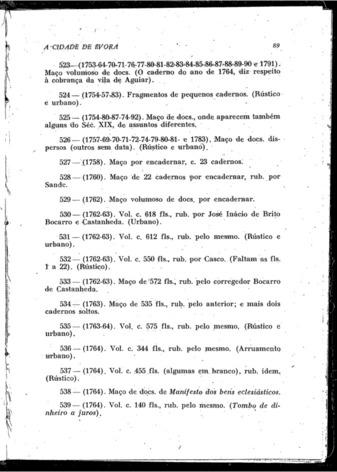 A CIDADE DE ÉVORA 89
523 — (1753-64-70-71-76-77-80-81-82-83-84-85-86-87-88-89-90 e 1791).
Maço volumoso de docs. (O caderno do ano de 1764, diz respeito
à cobrança da vila de Aguiar).
524 — (1754-57-83). Fragmentos de pequenos cadernos. (Rústico
e urbano).
525 — (1754-80-87-74-92). Maço de docs., onde aparecem também
alguns do Séc. XIX, de assuntos diferentes.
526 — (1757-69-70-71-72-74-79-80-81- e 1783), Maço de docs. dis-
persos (outros sem data). (Rústico e urbano).
527 — (1758). Maço por encadernar, c. 23 cadernos.
528 — (1760). Maço de 22 cadernos por encadernar, rub. por
Sande.
529 — (1762). Maço volumoso de docs. por encadernar.
530 — (1762-63). Vol. c. 618 fls., rub. por José Inácio de Brito
Bocarro e Castanheda. (Urbano).
531 — (1762-63). Vol. c. 612 fls., rub. pelo mesmo. (Rústico e
urbano).
532 — (1762-63). Vol. c. 550 fls., rub. por Casco. (Faltam as fls.
1 a 22). (Rústico).
533 — (1762-63). Maço de 572 fls., rub. pelo corregedor Bocarro
de Castanheda.
534 — (1763). Maço de 535 fls., rub. pelo anterior; e mais dois
cadernos soltos.
535 — (1763-64). Vol. c. 575 fls., rub. pelo mesmo, (Rústico e
urbano).
536 — (1764). Vol. c. 344 fls., rub. pelo mesmo. (Arruamento
urbano).
537 — (1764). Vol. c. 455 fls. (algumas em branco), rub. idem,
(Rústico).
538 — (1764). Maço de docs. de Manifesto dos bens eclesiásticos.
539 — (1764). Vol. c. 140 fls., rub. pelo mesmo. (Tombo de di-
nheiro a juros).